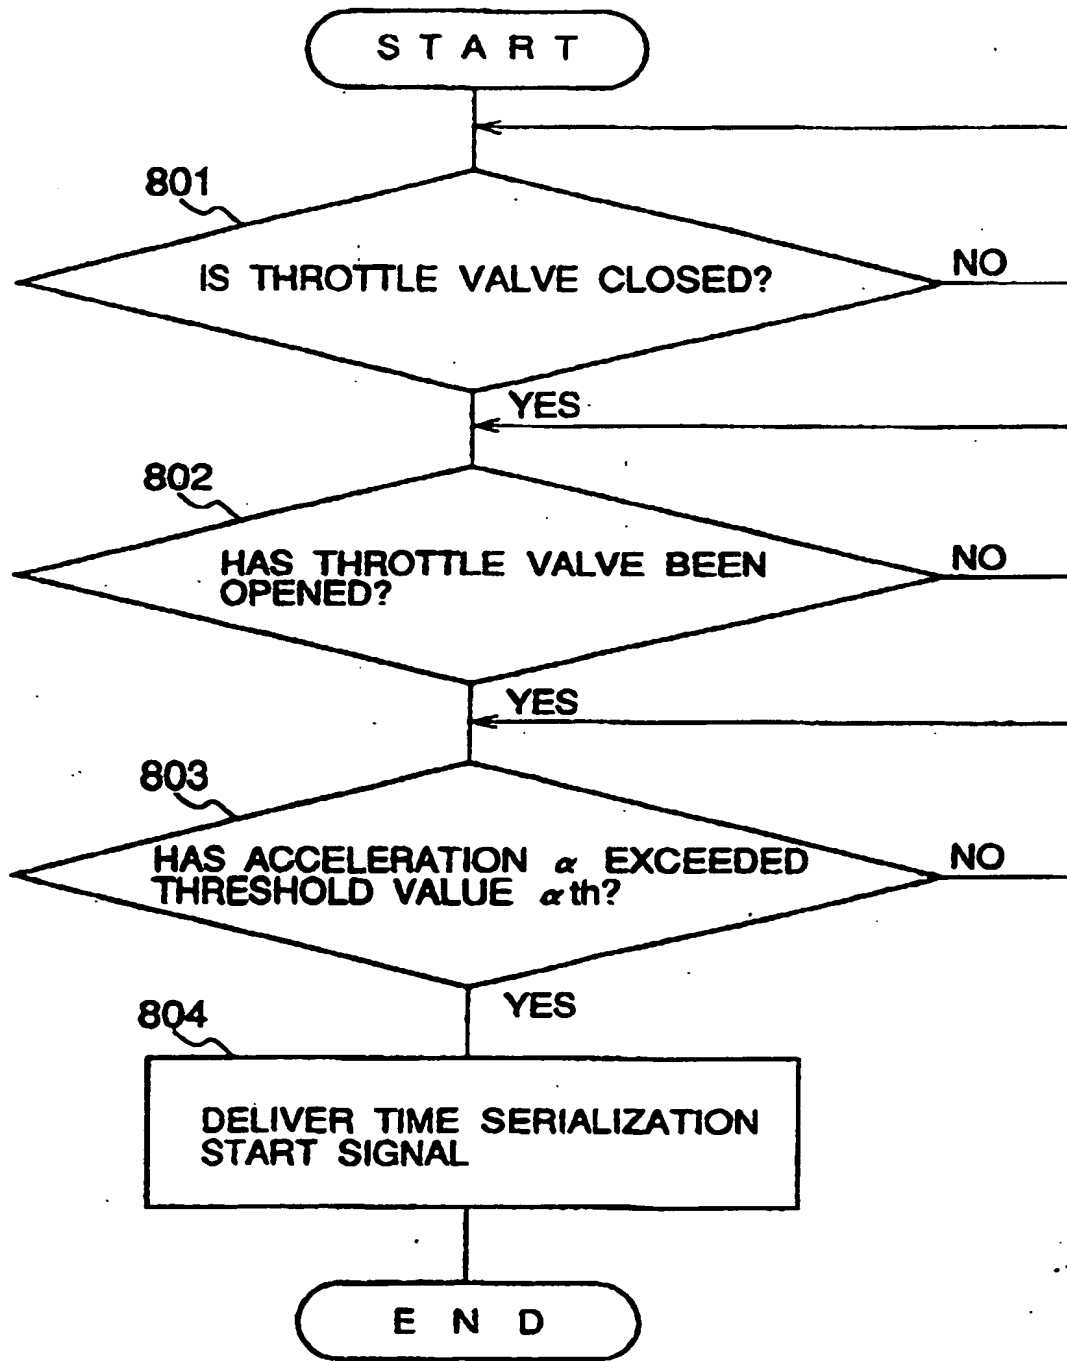 START
801
IS THROTTLE VALVE CLOSED?
NO
YES
802
HAS THROTTLE VALVE BEEN
OPENED?
NO
YES
803
HAS ACCELERATION α EXCEEDED
THRESHOLD VALUE αth?
NO
YES
804
DELIVER TIME SERIALIZATION
START SIGNAL
END